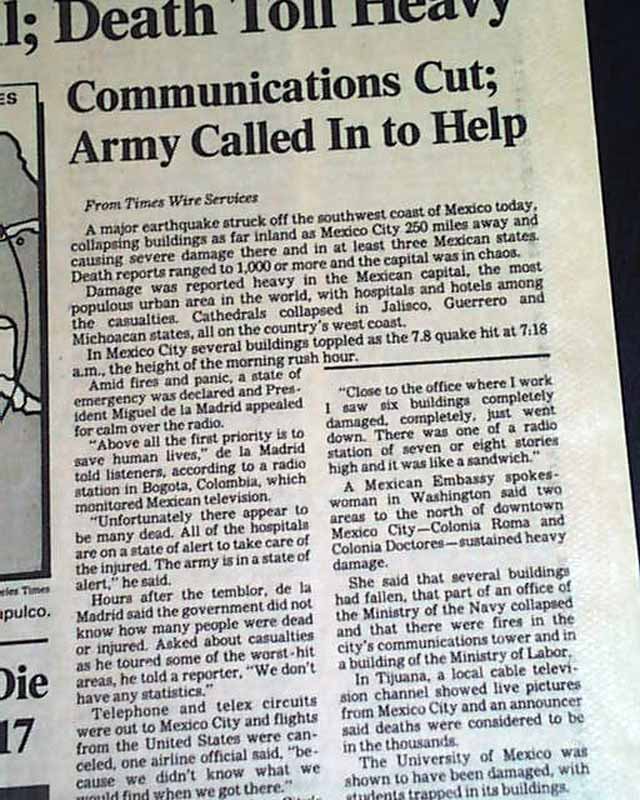 l; Death Toll Heavy
ES
Communications Cut;
Army Called In to Help
From Times Wire Services
A major earthquake struck off the southwest coast of Mexico today,
collapsing buildings as far inland as Mexico City 250 miles away and
causing severe damage there and in at least three Mexican states.
Death reports ranged to 1,000 or more and the capital was in chaos.
Damage was reported heavy in the Mexican capital, the most
populous urban area in the world, with hospitals and hotels among
the casualties. Cathedrals collapsed in Jalisco, Guerrero and
Michoacan states, all on the country's west coast.
In Mexico City several buildings toppled as the 7.8 quake hit at 7:18
a.m., the height of the morning rush hour.
Amid fires and panic, a state of
emergency was declared and Pres-
ident Miguel de la Madrid appealed
for calm over the radio.
"Above all the first priority is to
save human lives," de la Madrid
told listeners, according to a radio
station in Bogota, Colombia, which
monitored Mexican television.
"Unfortunately there appear to
be many dead. All of the hospitals
are on a state of alert to take care of
the injured. The army is in a state of
alert," he said.
Hours after the temblor, de la
Madrid said the government did not
know how many people were dead
or injured. Asked about casualties
as he toured some of the worst-hit
areas, he told a reporter, "We don't
have any statistics."
Telephone and telex circuits
were out to Mexico City and flights
from the United States were can-
celed, one airline official said, "be-
cause we didn't know what we
would find when we got there."
"Close to the office where I work
I saw six buildings completely
damaged, completely, just went
down. There was one of a radio
station of seven or eight stories
high and it was like a sandwich."
A Mexican Embassy spokes-
woman in Washington said two
areas to the north of downtown
Mexico City—Colonia Roma and
Colonia Doctores—sustained heavy
damage.
She said that several buildings
had fallen, that part of an office of
the Ministry of the Navy collapsed
and that there were fires in the
city's communications tower and in
a building of the Ministry of Labor.
In Tijuana, a local cable televi-
sion channel showed live pictures
from Mexico City and an announcer
said deaths were considered to be
in the thousands.
The University of Mexico was
shown to have been damaged, with
students trapped in its buildings.
eles Times
apulco.
Die
17